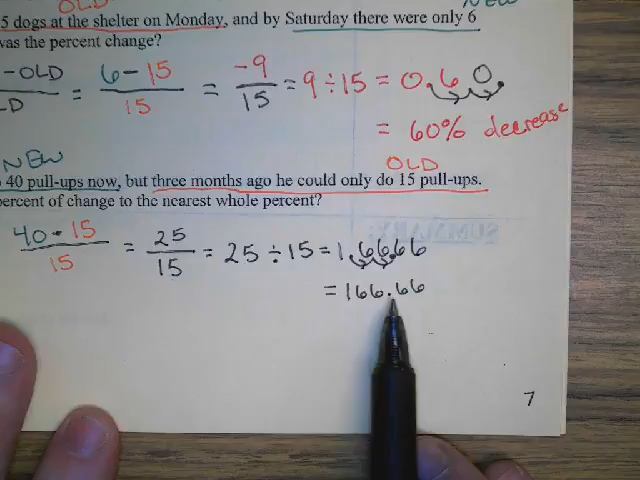 OLD NEW
5 dogs at the shelter on Monday, and by Saturday there were only 6
was the percent change?
-OLD / LD = 6-15 / 15 = -9 / 15 = 9÷15 = 0.60.
= 60% decrease
NEW OLD
40 pull-ups now, but three months ago he could only do 15 pull-ups.
percent of change to the nearest whole percent?
40-15 / 15 = 25 / 15 = 25÷15 = 1.6666
= 166.66
SUMMARY:
7